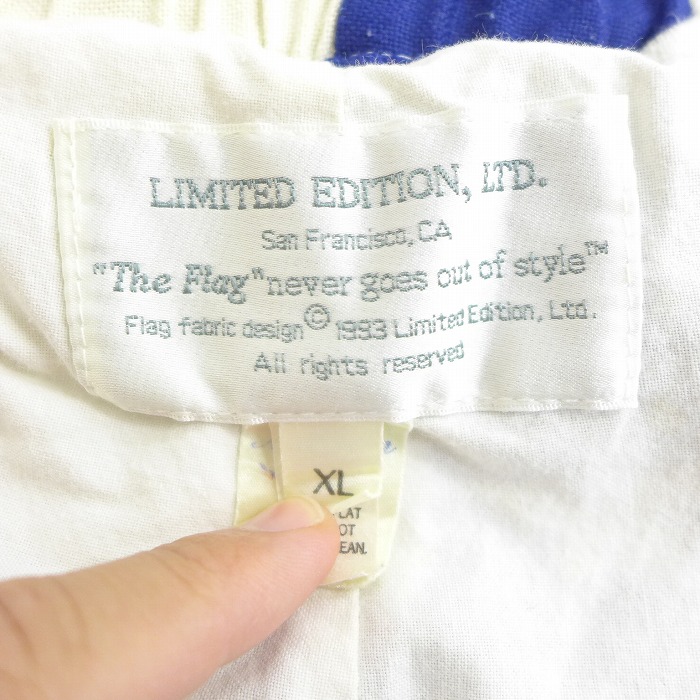 LIMITED EDITION, LTD.
San Francisco, CA
"The Flag" never goes out of style™
Flag fabric design © 1993 Limited Edition, Ltd.
All rights reserved
XL